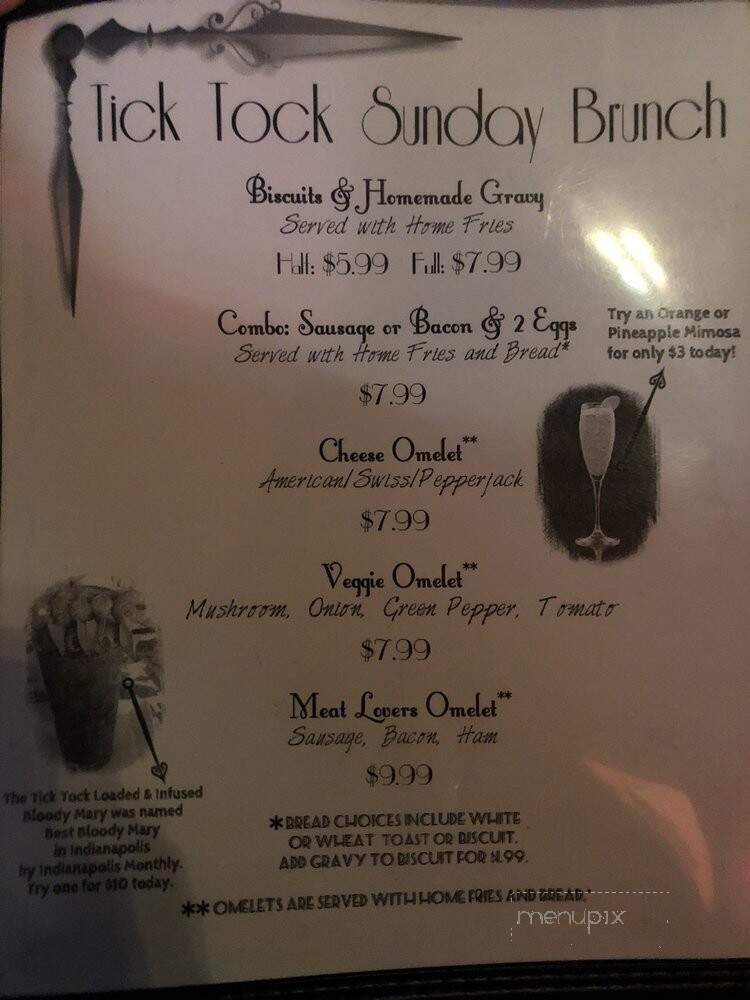 Tick Tock Sunday Brunch
Biscuits & Homemade Gravy
Served with Home Fries
Half: $5.99 Full: $7.99
Combo: Sausage or Bacon & 2 Eggs
Served with Home Fries and Bread*
$7.99
Try an Orange or
Pineapple Mimosa
for only $3 today!
Cheese Omelet**
American/Swiss/Pepperjack
$7.99
Veggie Omelet**
Mushroom, Onion, Green Pepper, Tomato
$7.99
Meat Lovers Omelet**
Sausage, Bacon, Ham
$9.99
The Tick Tock Loaded & Infused
Bloody Mary was named
Best Bloody Mary
in Indianapolis
by Indianapolis Monthly.
Try one for $10 today.
* BREAD CHOICES INCLUDE WHITE
OR WHEAT TOAST OR BISCUIT.
ADD GRAVY TO BISCUIT FOR $1.99.
** OMELETS ARE SERVED WITH HOME FRIES AND BREAD.*
menupix